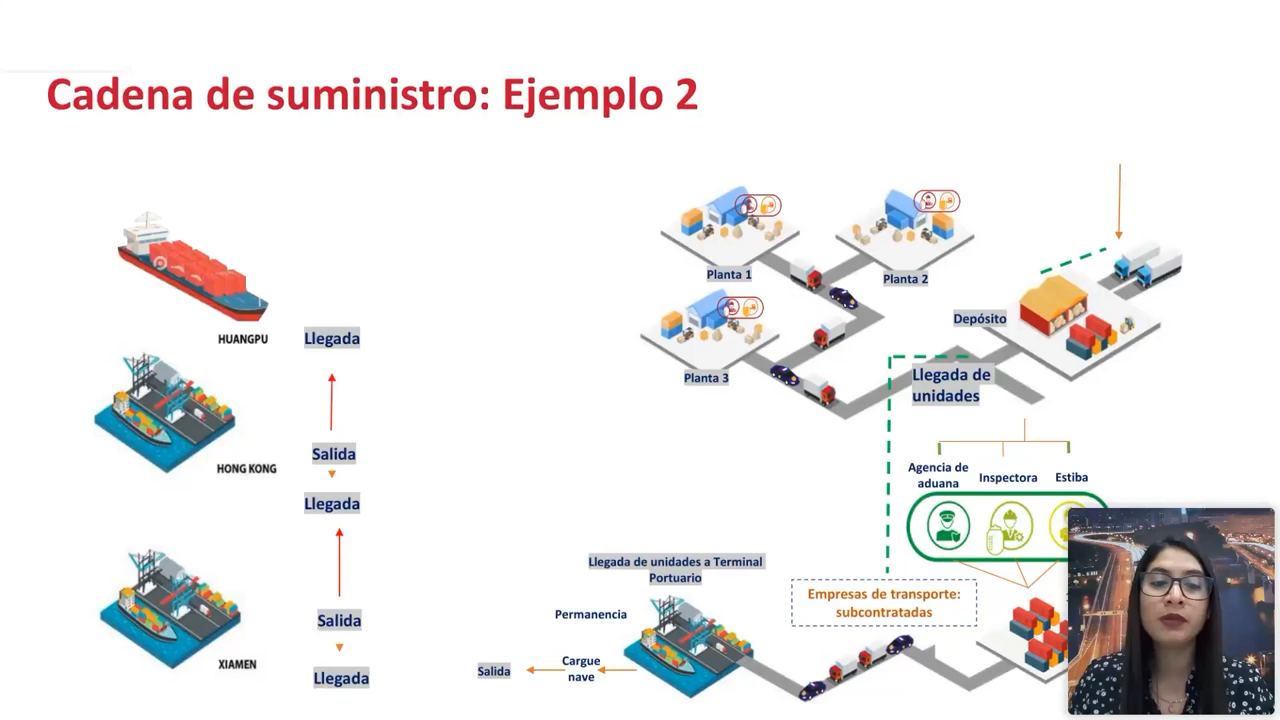 Cadena de suministro: Ejemplo 2
HUANGPU
Llegada
Salida
HONG KONG
Llegada
Salida
XIAMEN
Llegada
Planta 1
Planta 2
Planta 3
Depósito
Llegada de
unidades
Agencia de
aduana
Inspectora
Estiba
Empresas de transporte:
subcontratadas
Llegada de unidades a Terminal
Portuario
Permanencia
Cargue
nave
Salida